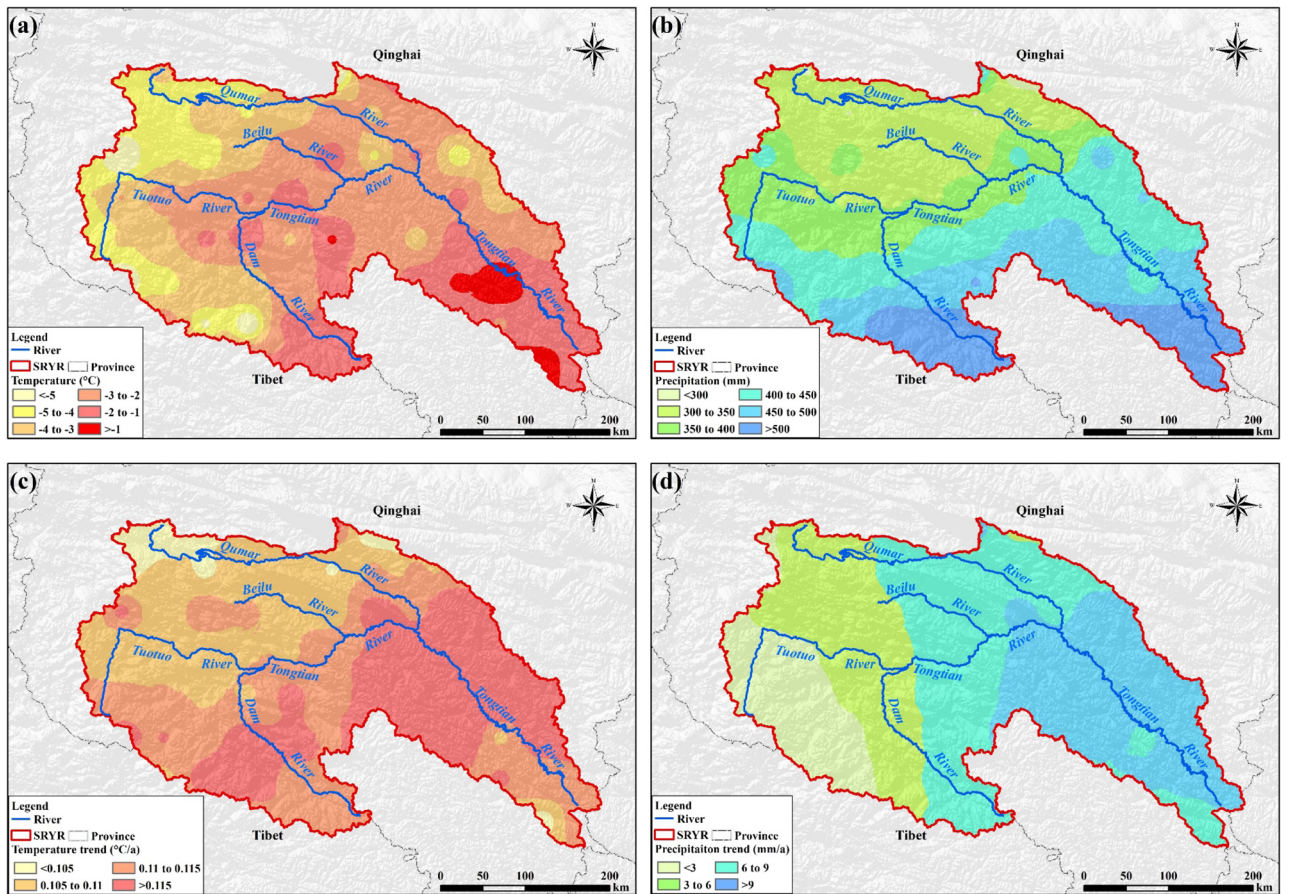 (a)
Qinghai
N
W E
S
Qumar
River
Beilu
River
River
Tuotuo
River
Tongtian
Dam
River
Tongtian
River
Tibet
Legend
River
SRYR Province
Temperature (°C)
<-5 -3 to -2
-5 to -4 -2 to -1
-4 to -3 >-1
0 50 100 200
km
(b)
Qinghai
N
W E
S
Qumar
River
Beilu
River
River
Tuotuo
River
Tongtian
Dam
River
Tongtian
River
Tibet
Legend
River
SRYR Province
Precipitation (mm)
<300 400 to 450
300 to 350 450 to 500
350 to 400 >500
0 50 100 200
km
(c)
Qinghai
N
W E
S
Qumar
River
Beilu
River
River
Tuotuo
River
Tongtian
Dam
River
Tongtian
River
Tibet
Legend
River
SRYR Province
Temperature trend (°C/a)
<0.105 0.11 to 0.115
0.105 to 0.11 >0.115
0 50 100 200
km
(d)
Qinghai
N
W E
S
Qumar
River
Beilu
River
River
Tuotuo
River
Tongtian
Dam
River
Tongtian
River
Tibet
Legend
River
SRYR Province
Precipitaiton trend (mm/a)
<3 6 to 9
3 to 6 >9
0 50 100 200
km